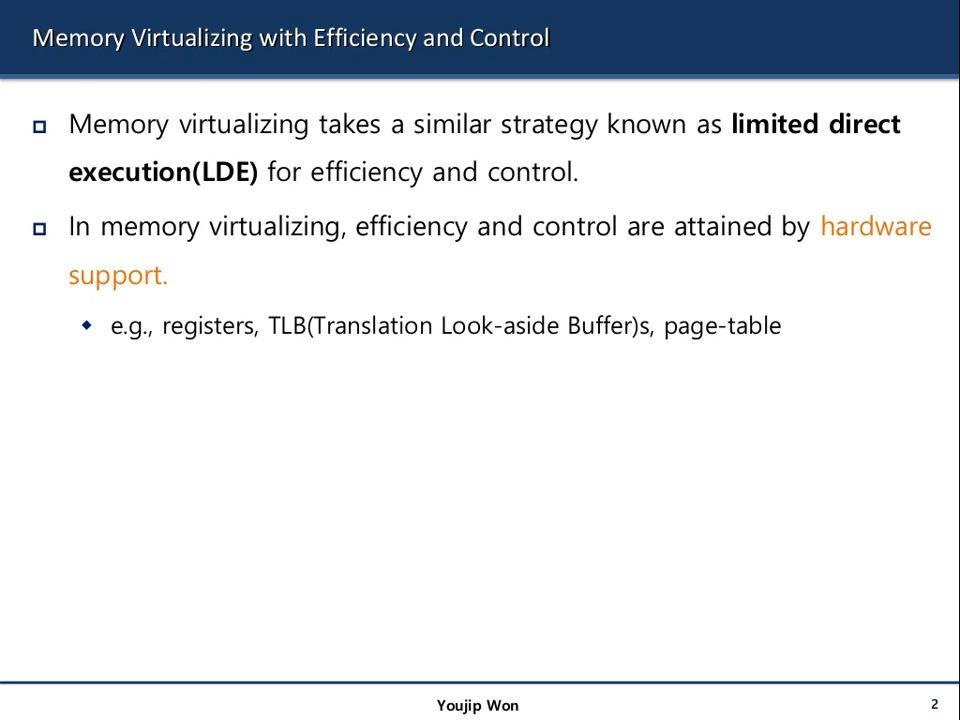 Memory Virtualizing with Efficiency and Control
Memory virtualizing takes a similar strategy known as limited direct
execution(LDE) for efficiency and control.
In memory virtualizing, efficiency and control are attained by hardware
support.
e.g., registers, TLB(Translation Look-aside Buffer)s, page-table
Youjip Won
2